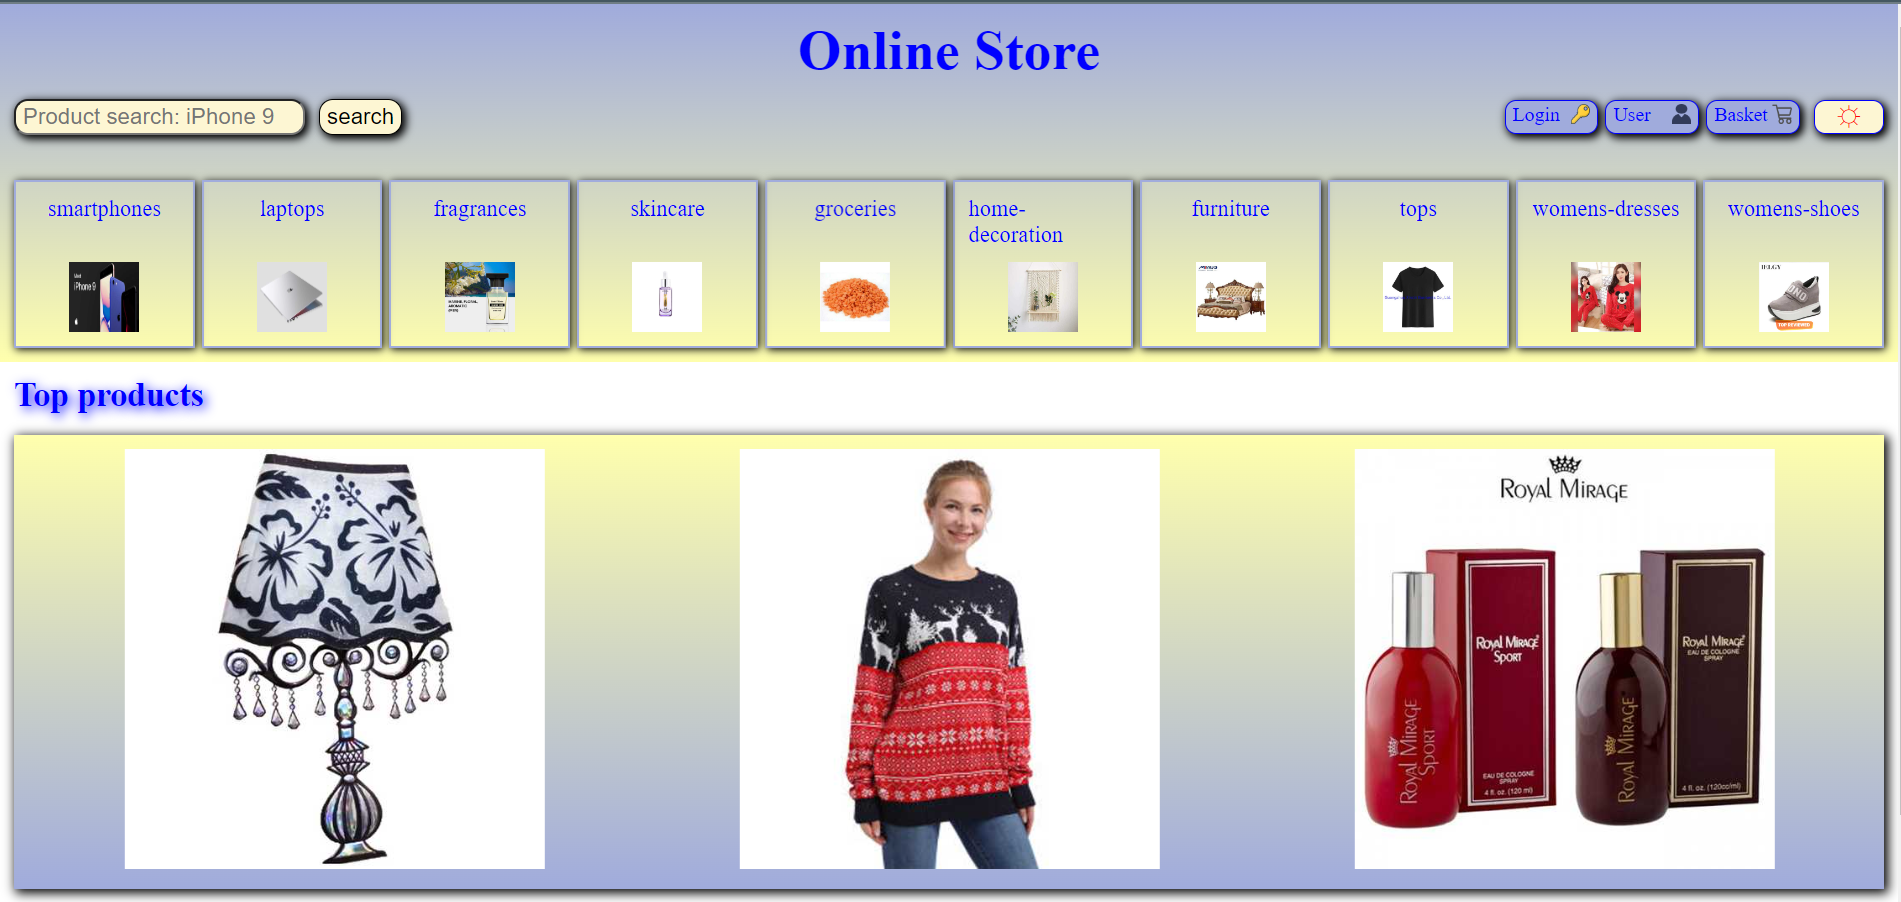 Online Store
Product search: iPhone 9
search
Login
User
Basket
smartphones
laptops
fragrances
skincare
groceries
home-
decoration
furniture
tops
womens-dresses
womens-shoes
iPhone 9
Top products
ROYAL MIRAGE
ROYAL MIRAGE
SPORT
EAU DE COLOGNE
SPRAY
4 fl. oz. (120 ml)
ROYAL MIRAGE
SPORT
ROYAL MIRAGE
EAU DE COLOGNE
SPRAY
4 fl. oz. (120cc/ml)
ROYAL MIRAGE